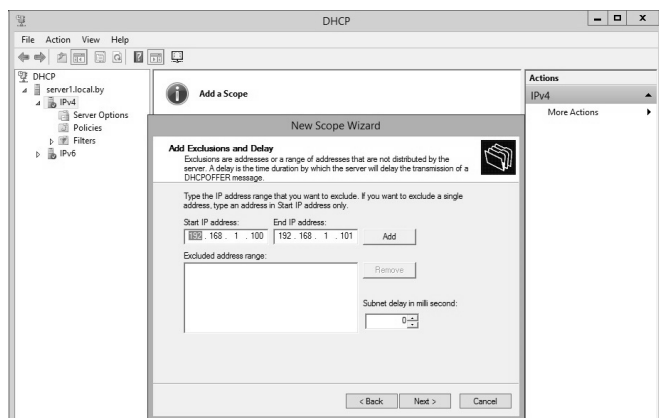 DHCP
File Action View Help
DHCP
server1.local.by
IPv4
Server Options
Policies
Filters
IPv6
Add a Scope
New Scope Wizard
Add Exclusions and Delay
Exclusions are addresses or a range of addresses that are not distributed by the
server. A delay is the time duration by which the server will delay the transmission of a
DHCPOFFER message.
Type the IP address range that you want to exclude. If you want to exclude a single
address, type an address in Start IP address only.
Start IP address: End IP address:
192 . 168 . 1 . 100 192 . 168 . 1 . 101 Add
Excluded address range:
Remove
Subnet delay in milli second:
0
< Back Next > Cancel
Actions
IPv4
More Actions